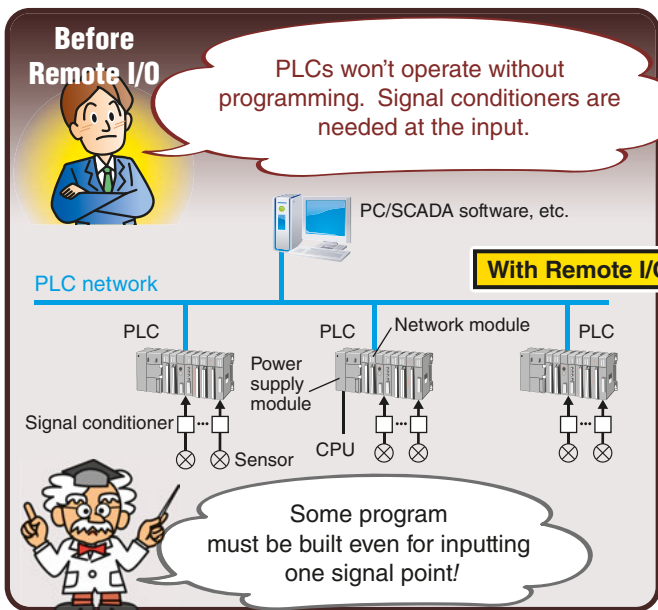 Before
Remote I/O
PLCs won't operate without
programming. Signal conditioners are
needed at the input.
PC/SCADA software, etc.
With Remote I/O
PLC network
PLC
PLC
Network module
PLC
Power
supply
module
Signal conditioner
...
...
...
CPU
Sensor
Some program
must be built even for inputting
one signal point!